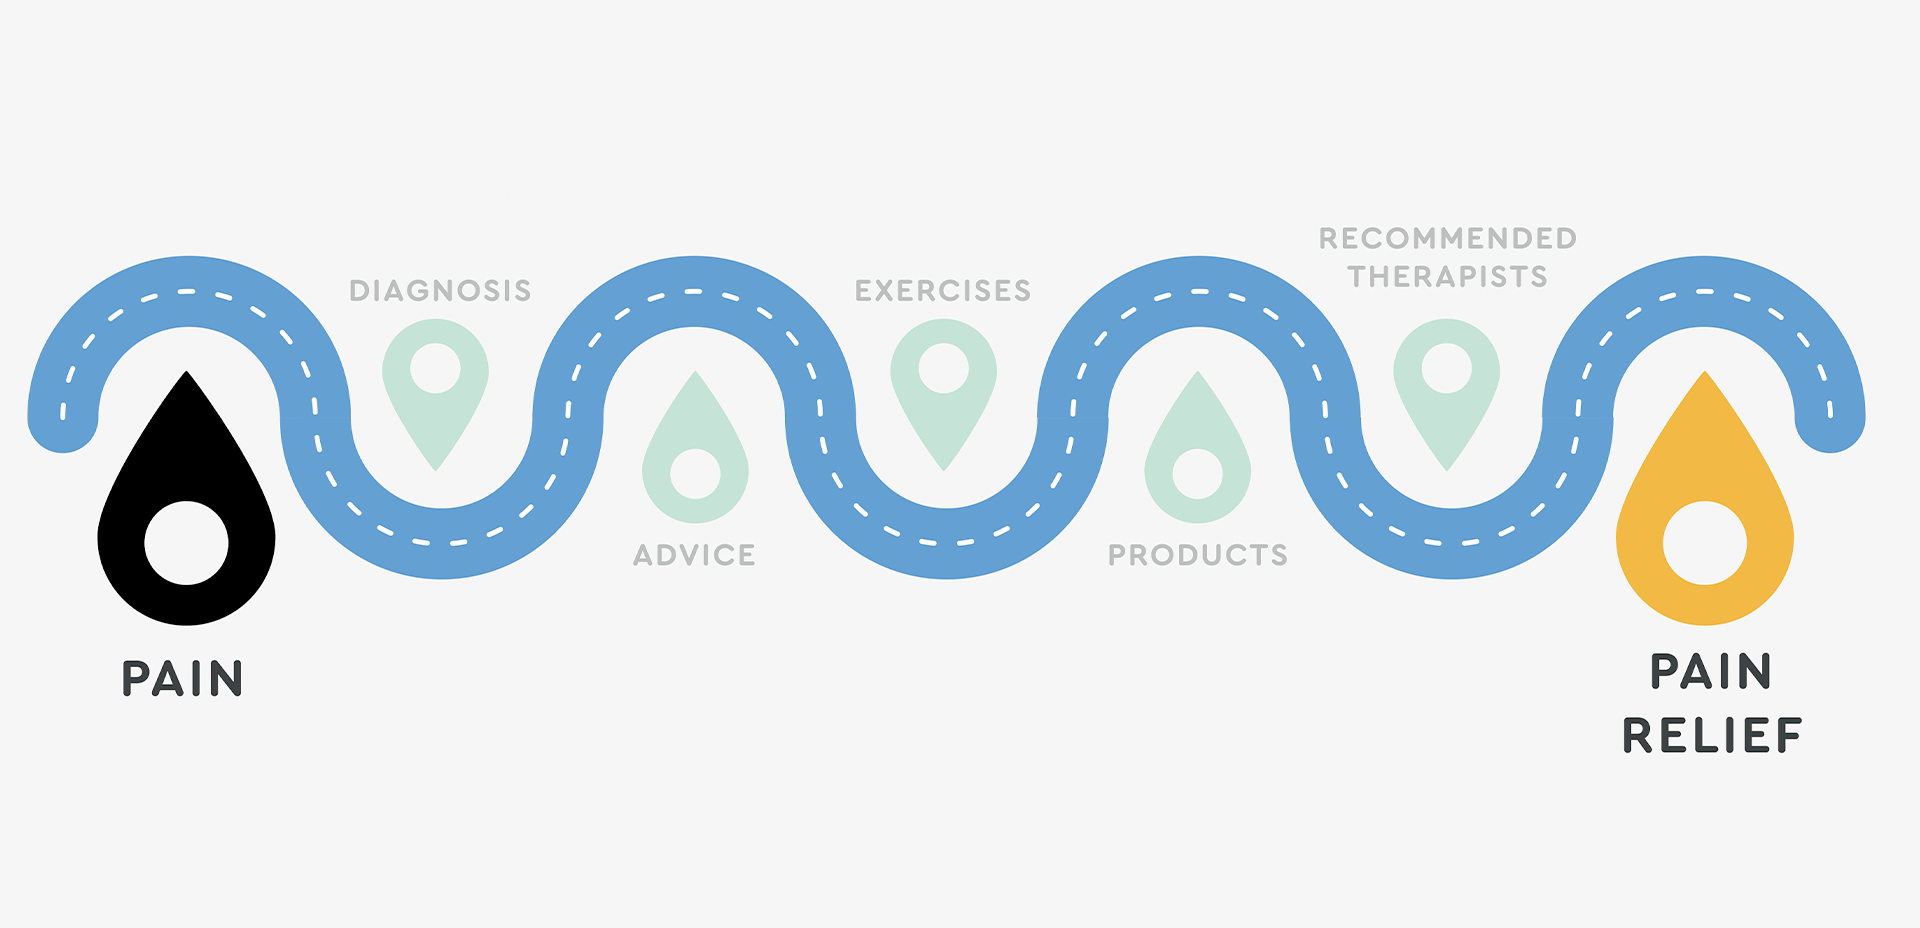 PAIN
DIAGNOSIS
ADVICE
EXERCISES
PRODUCTS
RECOMMENDED
THERAPISTS
PAIN
RELIEF